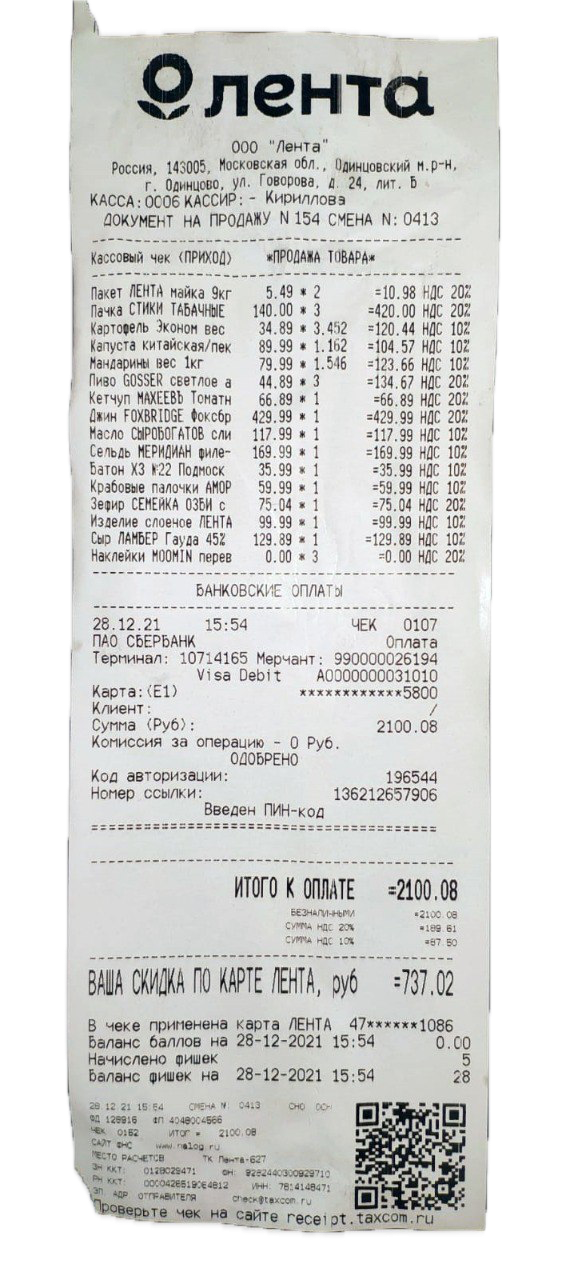 лента
ООО "Лента"
Россия, 143005, Московская обл., Одинцовский м.р-н,
г. Одинцово, ул. Говорова, д. 24, лит. Б
КАССА:0006 КАССИР: - Кириллова
ДОКУМЕНТ НА ПРОДАЖУ N 154 СМЕНА N: 0413
Кассовый чек (ПРИХОД) *ПРОДАЖА ТОВАРА*
Пакет ЛЕНТА майка 9кг 5.49 * 2 =10.98 НДС 20%
Пачка СТИКИ ТАБАЧНЫЕ 140.00 * 3 =420.00 НДС 20%
Картофель Эконом вес 34.89 * 3.452 =120.44 НДС 10%
Капуста китайская/пек 89.99 * 1.162 =104.57 НДС 10%
Мандарины вес 1кг 79.99 * 1.546 =123.66 НДС 10%
Пиво GOSSER светлое а 44.89 * 3 =134.67 НДС 20%
Кетчуп МАХЕЕВЪ Томатн 66.89 * 1 =66.89 НДС 20%
Джин FOXBRIDGE Фоксбр 429.99 * 1 =429.99 НДС 20%
Масло СЫРОБОГАТОВ сли 117.99 * 1 =117.99 НДС 10%
Сельдь МЕРИДИАН филе- 169.99 * 1 =169.99 НДС 10%
Батон ХЗ №22 Подмоск 35.99 * 1 =35.99 НДС 10%
Крабовые палочки АМОР 59.99 * 1 =59.99 НДС 10%
Зефир СЕМЕЙКА ОЗБИ с 75.04 * 1 =75.04 НДС 20%
Изделие слоеное ЛЕНТА 99.99 * 1 =99.99 НДС 10%
Сыр ЛАМБЕР Гауда 45% 129.89 * 1 =129.89 НДС 10%
Наклейки MOOMIN перев 0.00 * 3 =0.00 НДС 20%
БАНКОВСКИЕ ОПЛАТЫ
28.12.21 15:54 ЧЕК 0107
ПАО СБЕРБАНК Оплата
Терминал: 10714165 Мерчант: 990000026194
Visa Debit A0000000031010
Карта:(E1) ************5800
Клиент: /
Сумма (Руб): 2100.08
Комиссия за операцию - 0 Руб.
ОДОБРЕНО
Код авторизации: 196544
Номер ссылки: 136212657906
Введен ПИН-код
ИТОГО К ОПЛАТЕ =2100.08
БЕЗНАЛИЧНЫМИ =2100.08
СУММА НДС 20% =189.61
СУММА НДС 10% =87.50
ВАША СКИДКА ПО КАРТЕ ЛЕНТА, руб =737.02
В чеке применена карта ЛЕНТА 47******1086
Баланс баллов на 28-12-2021 15:54 0.00
Начислено фишек 5
Баланс фишек на 28-12-2021 15:54 28
28.12.21 15:54 СМЕНА N: 0413 СНО ОСН
ФД 128916 ФП 4048004566
ЧЕК 0152 ИТОГ = 2100.08
САЙТ ФНС www.nalog.ru
МЕСТО РАСЧЕТОВ ТК Лента-627
ЗН ККТ: 0128029471 ФН: 9282440300929710
РН ККТ: 0000428519064812 ИНН: 7814148471
ЭЛ. АДР. ОТПРАВИТЕЛЯ check@taxcom.ru
Проверьте чек на сайте receipt.taxcom.ru